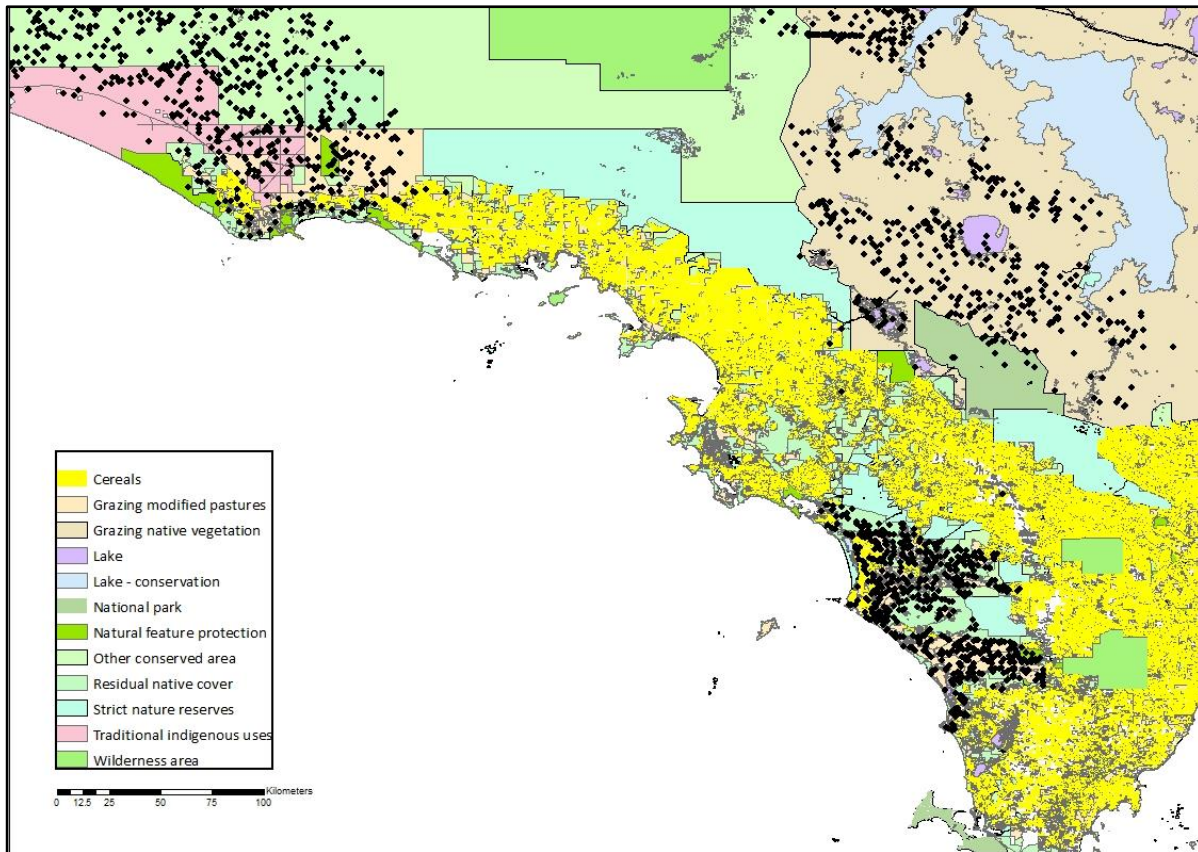 Cereals
Grazing modified pastures
Grazing native vegetation
Lake
Lake - conservation
National park
Natural feature protection
Other conserved area
Residual native cover
Strict nature reserves
Traditional indigenous uses
Wilderness area
Kilometers
0 12.5 25 50 75 100